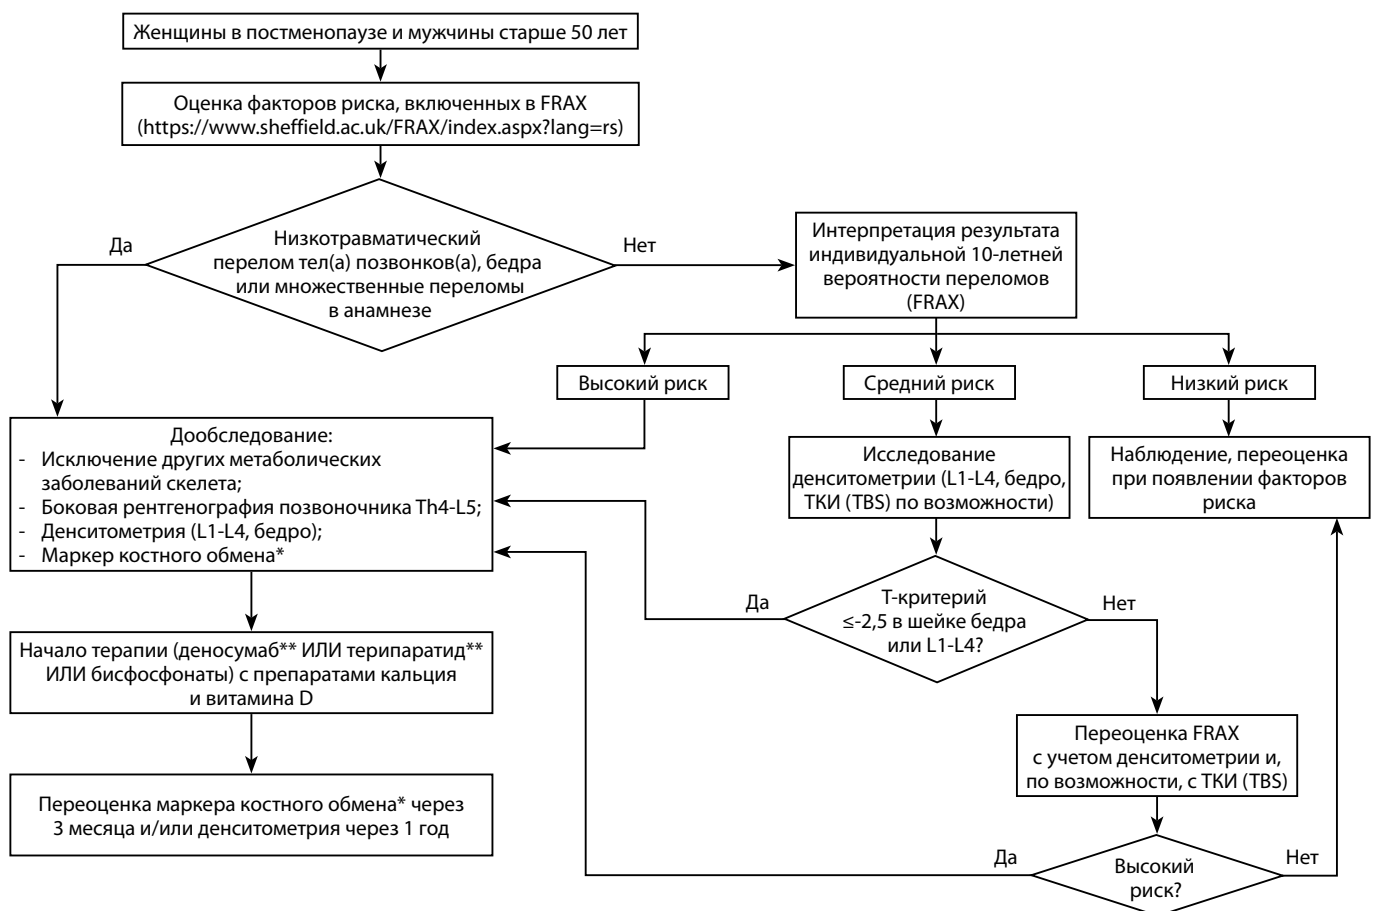 Женщины в постменопаузе и мужчины старше 50 лет
Оценка факторов риска, включенных в FRAX
(https://www.sheffield.ac.uk/FRAX/index.aspx?lang=rs)
Низкотравматический
перелом тел(а) позвонков(а), бедра
или множественные переломы
в анамнезе
Да
Нет
Интерпретация результата
индивидуальной 10-летней
вероятности переломов
(FRAX)
Высокий риск
Средний риск
Низкий риск
Дообследование:
- Исключение других метаболических
заболеваний скелета;
- Боковая рентгенография позвоночника Th4-L5;
- Денситометрия (L1-L4, бедро);
- Маркер костного обмена*
Исследование
денситометрии (L1-L4, бедро,
ТКИ (TBS) по возможности)
Наблюдение, переоценка
при появлении факторов
риска
Да
Т-критерий
≤-2,5 в шейке бедра
или L1-L4?
Нет
Начало терапии (деносумаб** ИЛИ терипаратид**
ИЛИ бисфосфонаты) с препаратами кальция
и витамина D
Переоценка FRAX
с учетом денситометрии и,
по возможности, с ТКИ (TBS)
Переоценка маркера костного обмена* через
3 месяца и/или денситометрия через 1 год
Да
Высокий
риск?
Нет